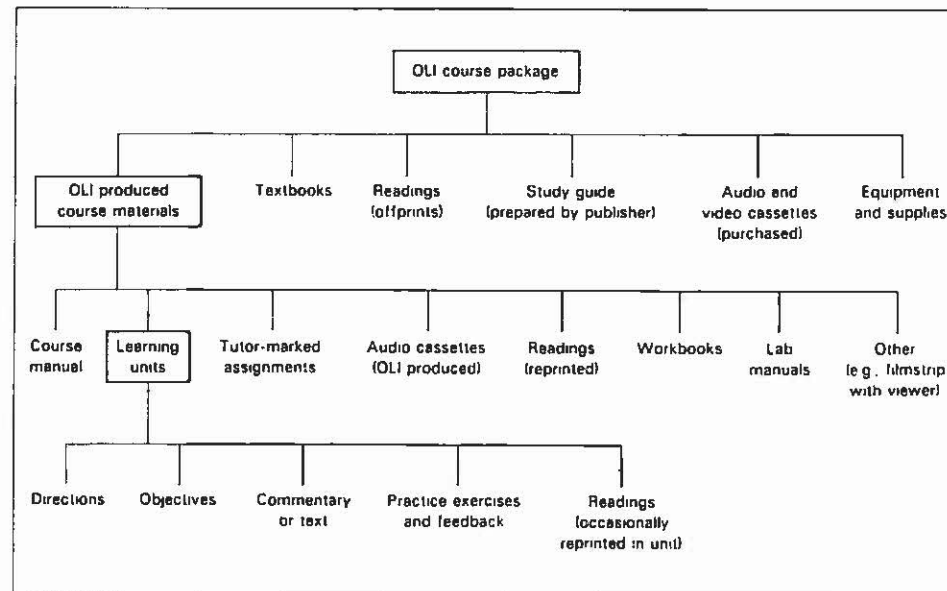 OLI course package
OLI produced
course materials
Textbooks
Readings
(offprints)
Study guide
(prepared by publisher)
Audio and
video cassettes
(purchased)
Equipment
and supplies
Course
manual
Learning
units
Tutor-marked
assignments
Audio cassettes
(OLI produced)
Readings
(reprinted)
Workbooks
Lab
manuals
Other
(e.g., filmstrip
with viewer)
Directions
Objectives
Commentary
or text
Practice exercises
and feedback
Readings
(occasionally
reprinted in unit)